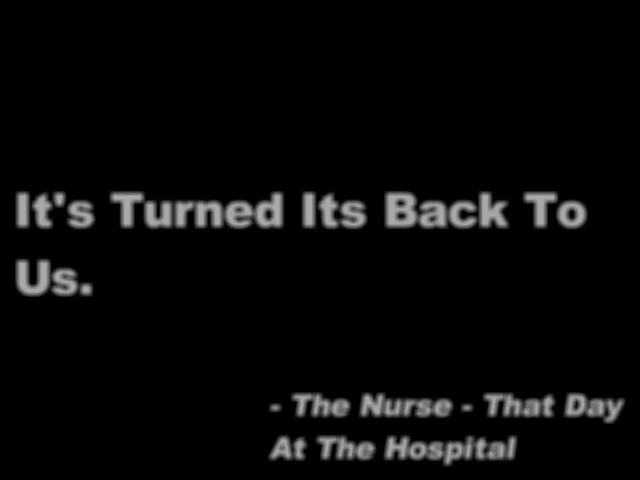 It's Turned Its Back To
Us.
- The Nurse - That Day
At The Hospital